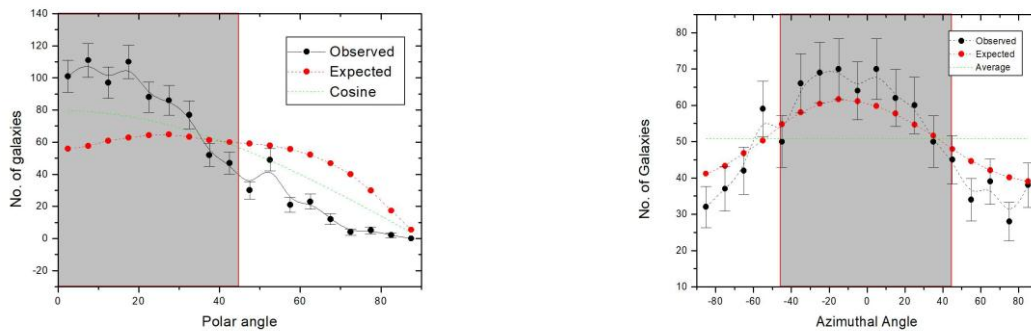 140
120
100
80
60
40
20
0
-20
No. of galaxies
Observed
Expected
Cosine
0 20 40 60 80
Polar angle
80
70
60
50
40
30
20
10
No. of Galaxies
Observed
Expected
Average
-80 -60 -40 -20 0 20 40 60 80
Azimuthal Angle